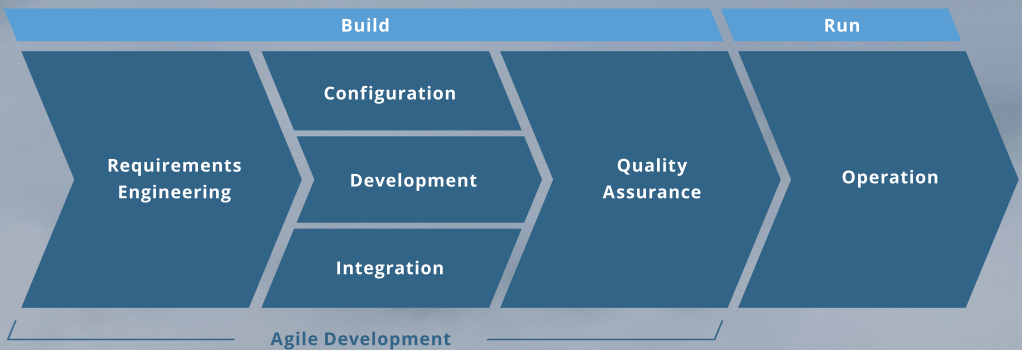 Build
Run
Requirements
Engineering
Configuration
Development
Integration
Quality
Assurance
Operation
Agile Development